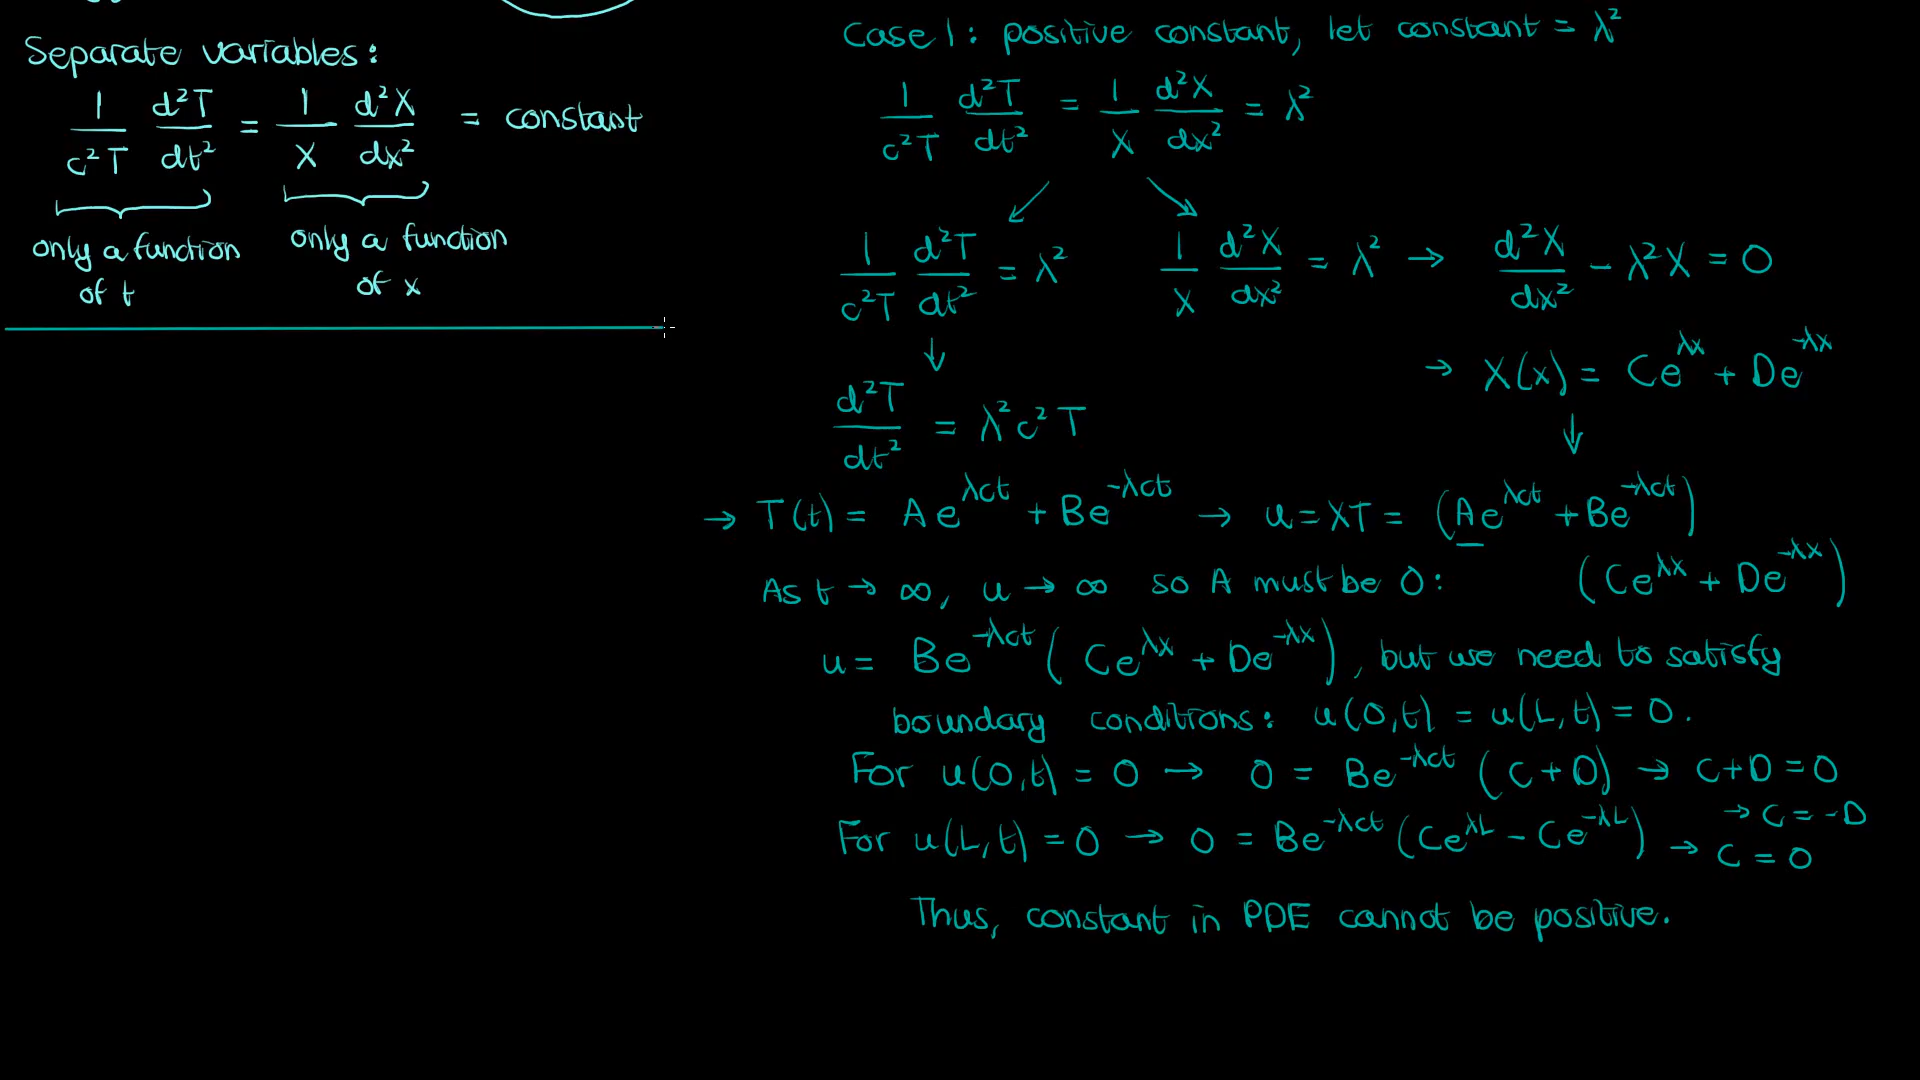 Separate variables:
1/(c²T) d²T/dt² = 1/X d²X/dx² = constant
only a function of t
only a function of x
Case 1: positive constant, let constant = λ²
1/(c²T) d²T/dt² = 1/X d²X/dx² = λ²
1/(c²T) d²T/dt² = λ²
1/X d²X/dx² = λ² → d²X/dx² - λ²X = 0
→ X(x) = Ce^{λx} + De^{-λx}
↓
d²T/dt² = λ²c²T
→ T(t) = Ae^{λct} + Be^{-λct} → u = XT = (Ae^{λct} + Be^{-λct})
(Ce^{λx} + De^{-λx})
As t → ∞, u → ∞ so A must be 0:
u = Be^{-λct} (Ce^{λx} + De^{-λx}), but we need to satisfy
boundary conditions: u(0,t) = u(L,t) = 0.
For u(0,t) = 0 → 0 = Be^{-λct} (C + D) → C+D = 0
→ C = -D
For u(L,t) = 0 → 0 = Be^{-λct} (Ce^{λL} - Ce^{-λL}) → C = 0
Thus, constant in PDE cannot be positive.